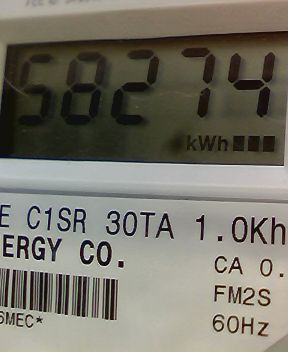 58274
kWh
E C1SR 30TA 1.0Kh
ERGY CO.
CA 0.
FM2S
6MEC*
60Hz